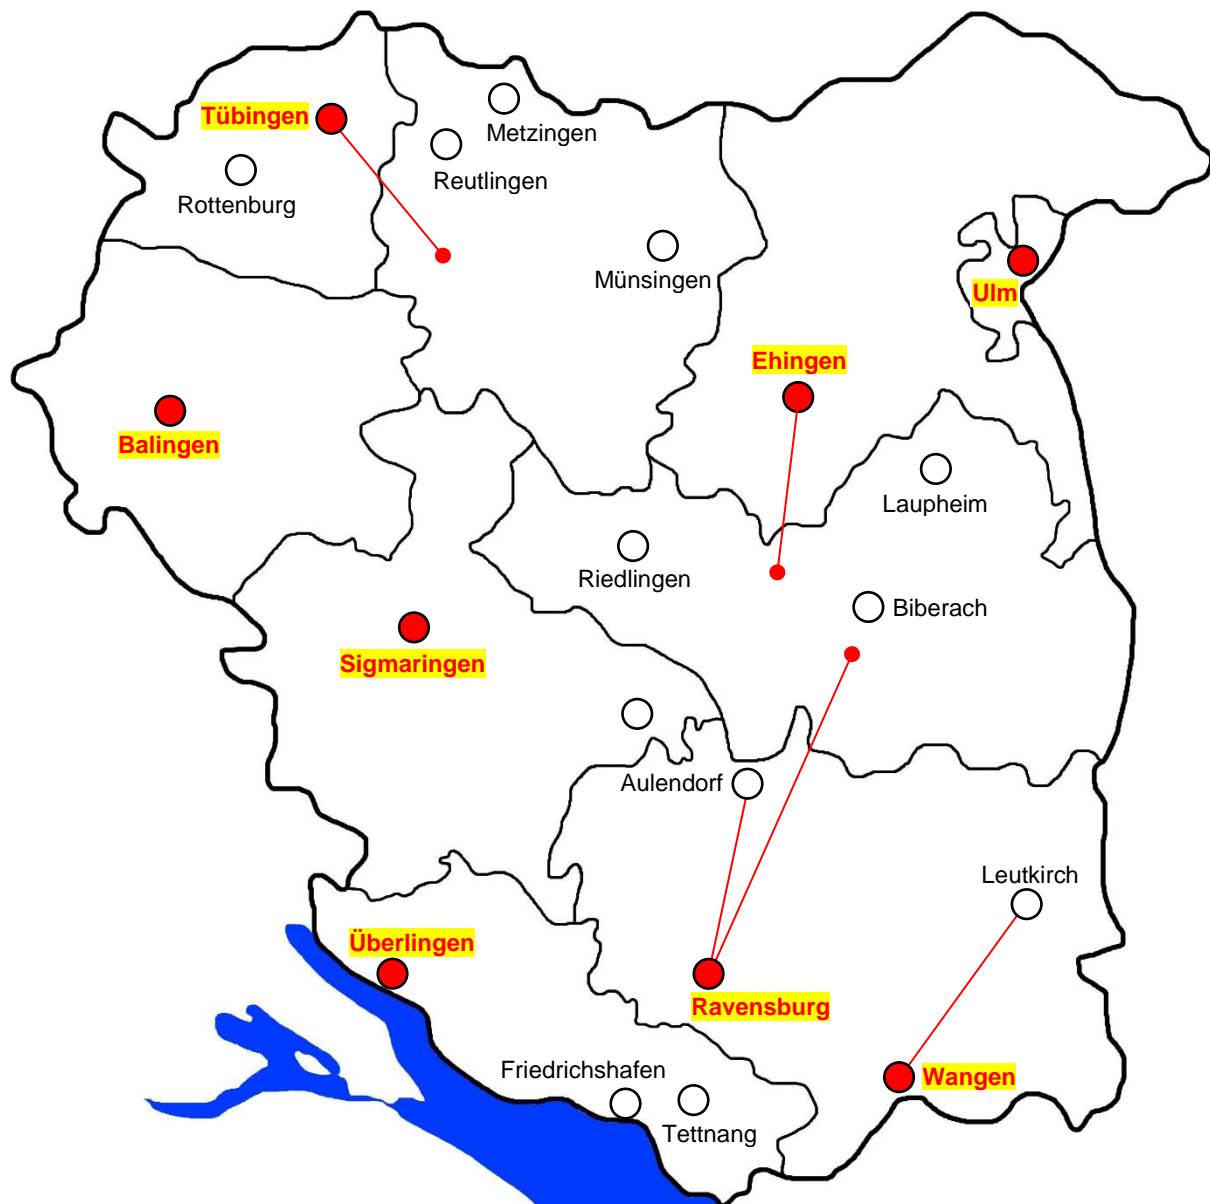 Tübingen
Metzingen
Reutlingen
Rottenburg
Münsingen
Ulm
Ehingen
Balingen
Laupheim
Riedlingen
Biberach
Sigmaringen
Aulendorf
Leutkirch
Überlingen
Ravensburg
Friedrichshafen
Wangen
Tettnang